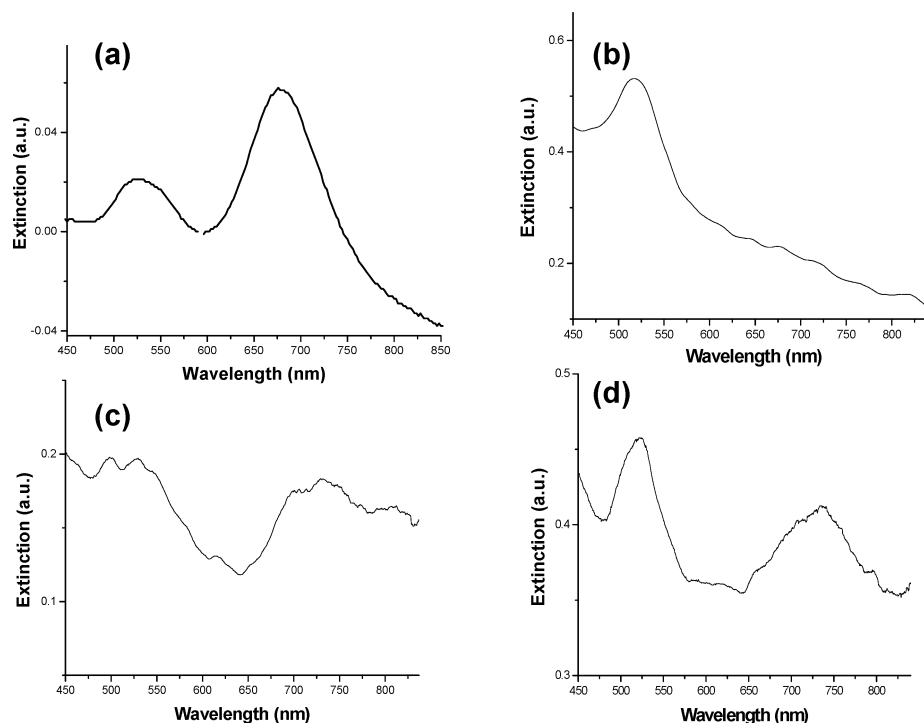 (a)
Extinction (a.u.)
0.04
0.00
-0.04
450 500 550 600 650 700 750 800 850
Wavelength (nm)
(b)
Extinction (a.u.)
0.6
0.4
0.2
450 500 550 600 650 700 750 800
Wavelength (nm)
(c)
Extinction (a.u.)
0.2
0.1
450 500 550 600 650 700 750 800
Wavelength (nm)
(d)
Extinction (a.u.)
0.5
0.4
0.3
450 500 550 600 650 700 750 800
Wavelength (nm)